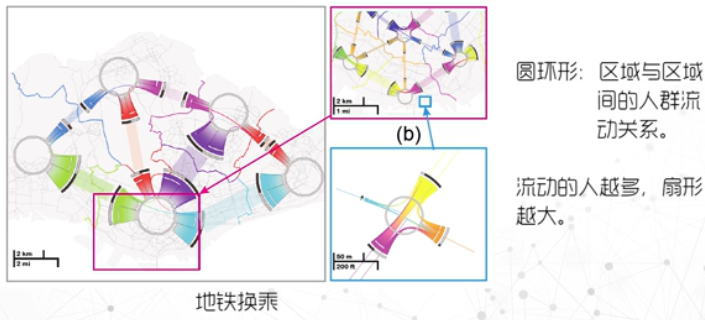 2 km
2 mi
2 km
1 mi
(b)
50 m
200 ft
地铁换乘
圆环形：区域与区域
间的人群流
动关系。
流动的人越多，扇形
越大。